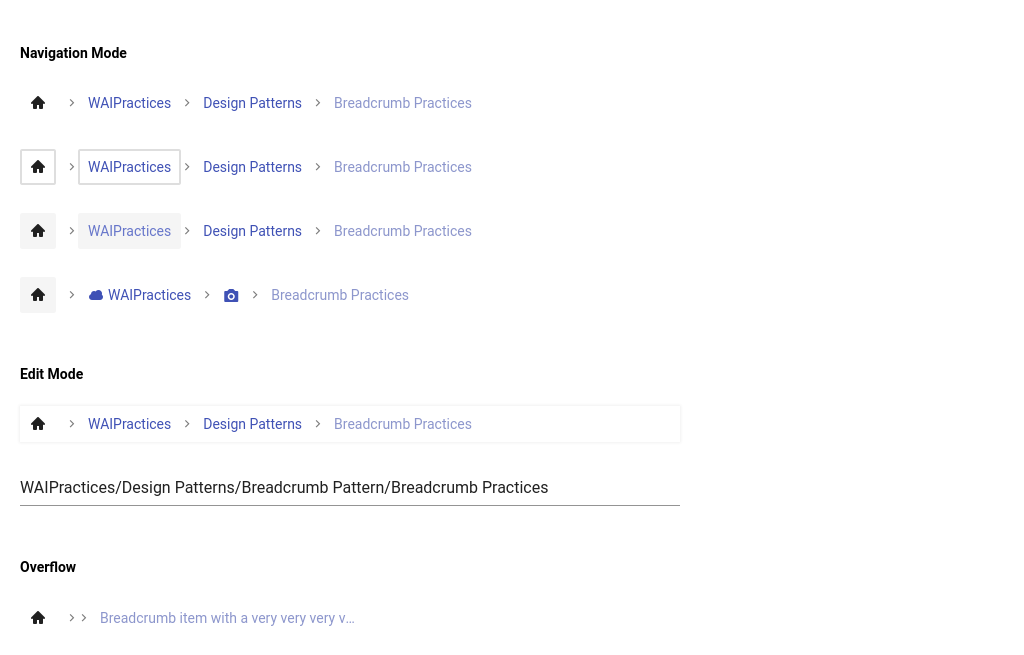 Navigation Mode
WAIPractices Design Patterns Breadcrumb Practices
WAIPractices Design Patterns Breadcrumb Practices
WAIPractices Design Patterns Breadcrumb Practices
WAIPractices Breadcrumb Practices
Edit Mode
WAIPractices Design Patterns Breadcrumb Practices
WAIPractices/Design Patterns/Breadcrumb Pattern/Breadcrumb Practices
Overflow
Breadcrumb item with a very very very v...